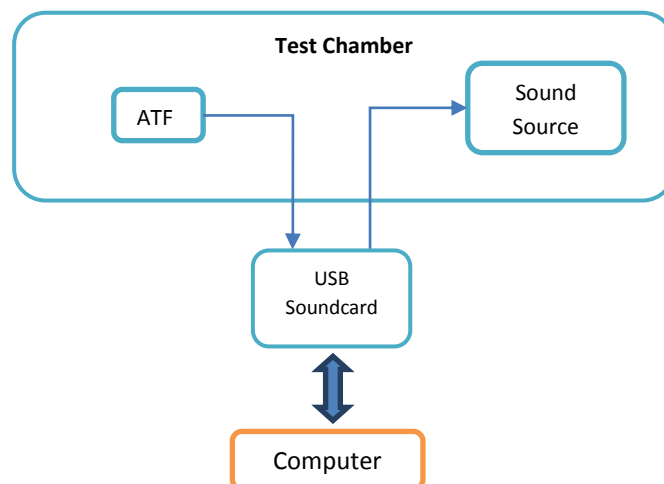 Test Chamber
ATF
Sound
Source
USB
Soundcard
Computer